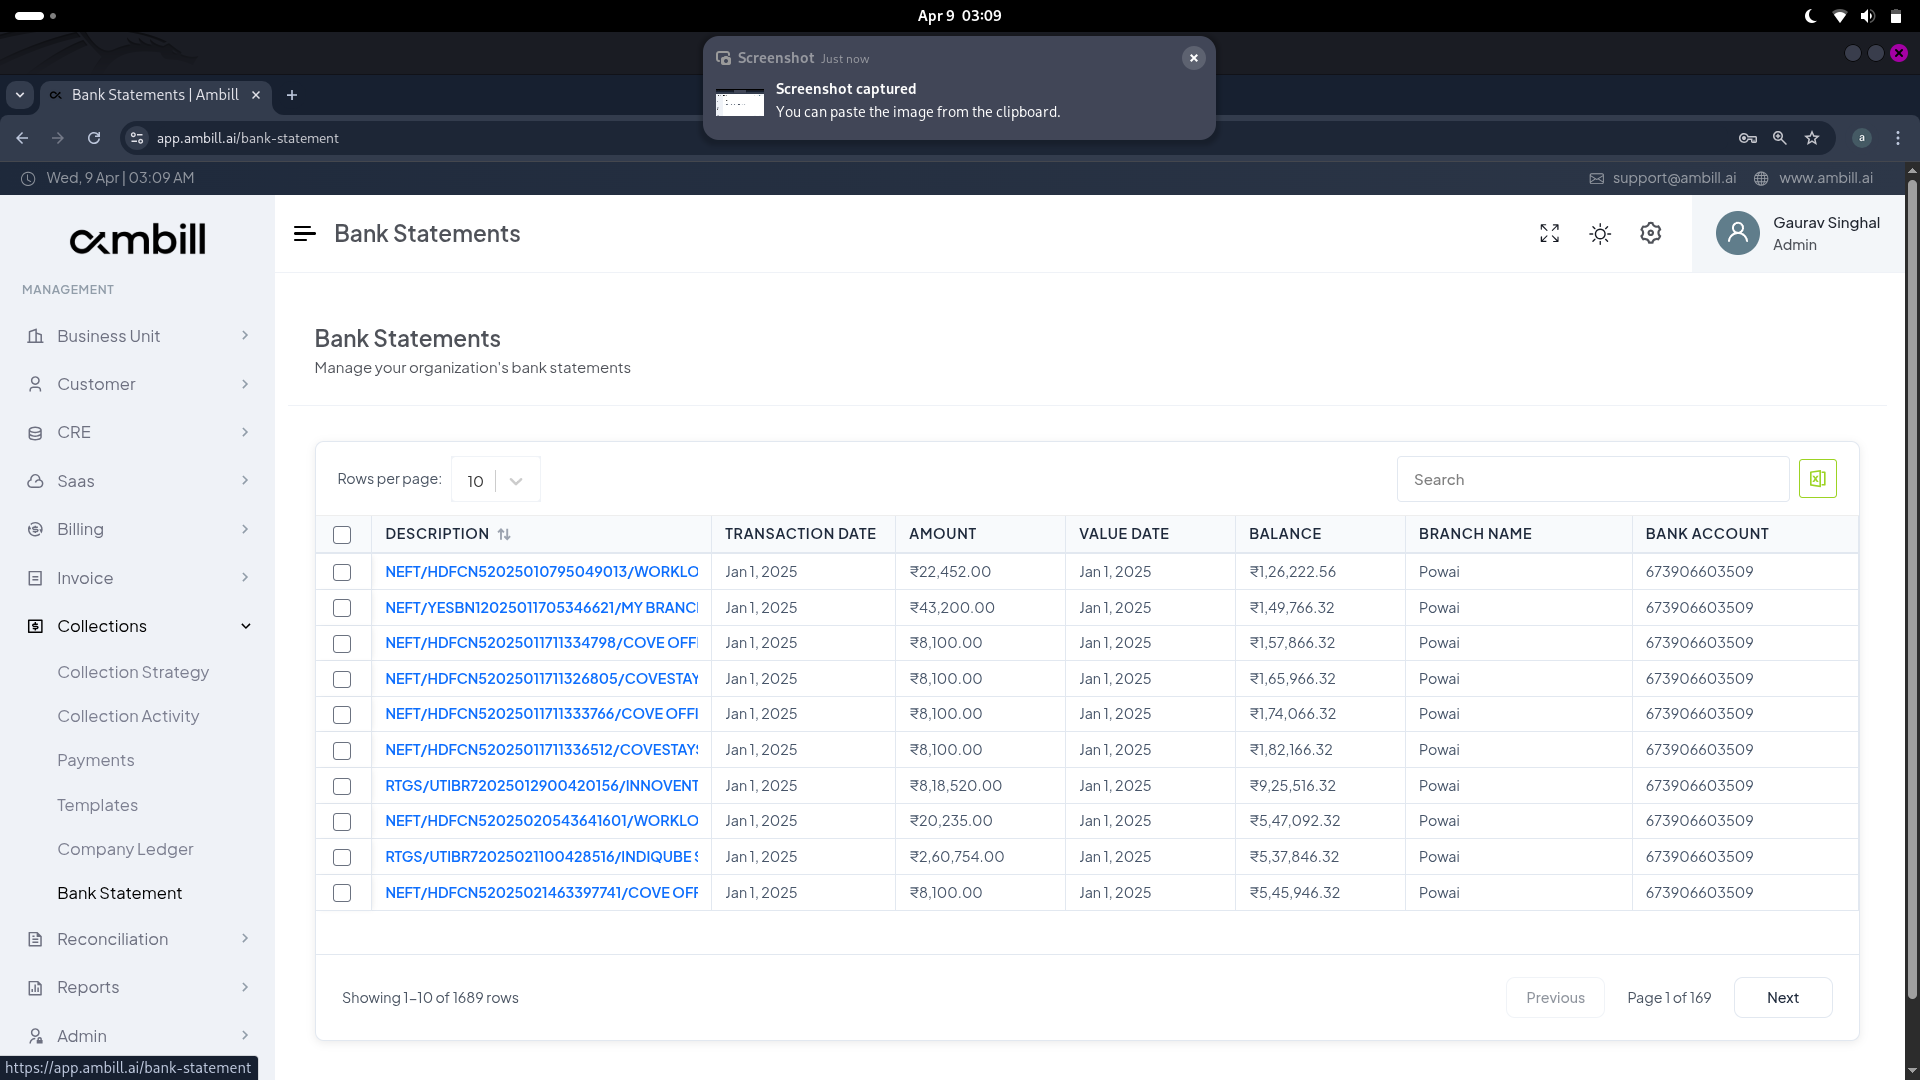 Apr 9 03:09
Screenshot Just now
Screenshot captured
You can paste the image from the clipboard.
Bank Statements | Ambill
app.ambill.ai/bank-statement
a
Wed, 9 Apr | 03:09 AM
support@ambill.ai
www.ambill.ai
ambill
Bank Statements
Gaurav Singhal
Admin
MANAGEMENT
Business Unit
Customer
CRE
Saas
Billing
Invoice
Collections
Collection Strategy
Collection Activity
Payments
Templates
Company Ledger
Bank Statement
Reconciliation
Reports
Admin
https://app.ambill.ai/bank-statement
Bank Statements
Manage your organization's bank statements
Rows per page: 10
Search
DESCRIPTION TRANSACTION DATE AMOUNT VALUE DATE BALANCE BRANCH NAME BANK ACCOUNT
NEFT/HDFCN52025010795049013/WORKLO Jan 1, 2025 ₹22,452.00 Jan 1, 2025 ₹1,26,222.56 Powai 673906603509
NEFT/YESBN12025011705346621/MY BRANC Jan 1, 2025 ₹43,200.00 Jan 1, 2025 ₹1,49,766.32 Powai 673906603509
NEFT/HDFCN52025011711334798/COVE OFF Jan 1, 2025 ₹8,100.00 Jan 1, 2025 ₹1,57,866.32 Powai 673906603509
NEFT/HDFCN52025011711326805/COVESTAY Jan 1, 2025 ₹8,100.00 Jan 1, 2025 ₹1,65,966.32 Powai 673906603509
NEFT/HDFCN52025011711333766/COVE OFFI Jan 1, 2025 ₹8,100.00 Jan 1, 2025 ₹1,74,066.32 Powai 673906603509
NEFT/HDFCN52025011711336512/COVESTAYS Jan 1, 2025 ₹8,100.00 Jan 1, 2025 ₹1,82,166.32 Powai 673906603509
RTGS/UTIBR72025012900420156/INNOVENT Jan 1, 2025 ₹8,18,520.00 Jan 1, 2025 ₹9,25,516.32 Powai 673906603509
NEFT/HDFCN52025020543641601/WORKLO Jan 1, 2025 ₹20,235.00 Jan 1, 2025 ₹5,47,092.32 Powai 673906603509
RTGS/UTIBR72025021100428516/INDIQUBE S Jan 1, 2025 ₹2,60,754.00 Jan 1, 2025 ₹5,37,846.32 Powai 673906603509
NEFT/HDFCN52025021463397741/COVE OFF Jan 1, 2025 ₹8,100.00 Jan 1, 2025 ₹5,45,946.32 Powai 673906603509
Showing 1–10 of 1689 rows
Previous Page 1 of 169 Next